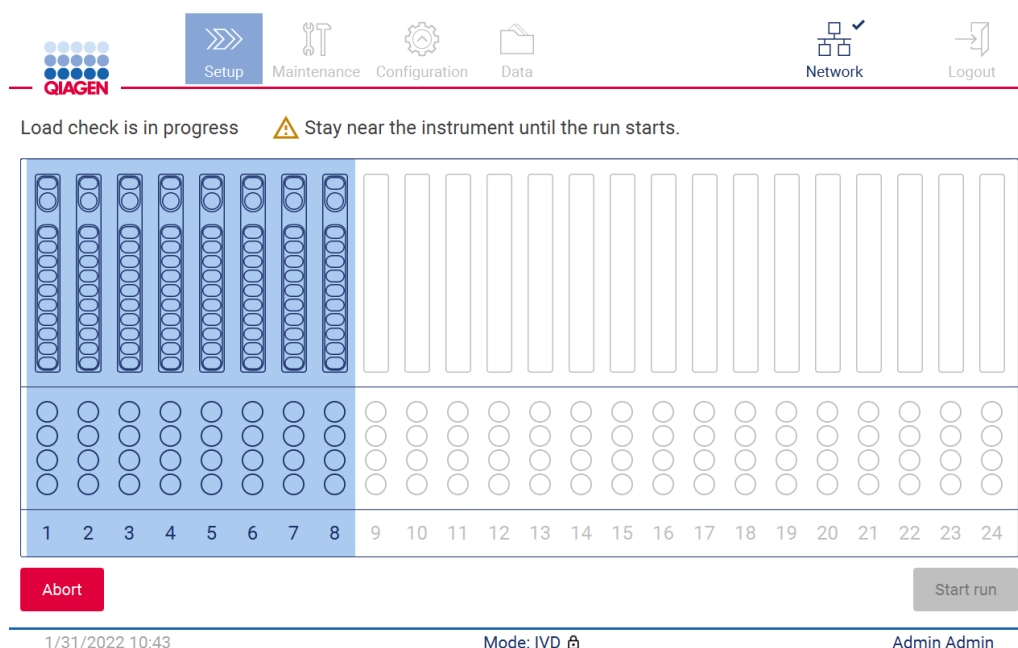 QIAGEN
Setup Maintenance Configuration Data Network Logout
Load check is in progress Stay near the instrument until the run starts.
1 2 3 4 5 6 7 8 9 10 11 12 13 14 15 16 17 18 19 20 21 22 23 24
Abort Start run
1/31/2022 10:43 Mode: IVD Admin Admin